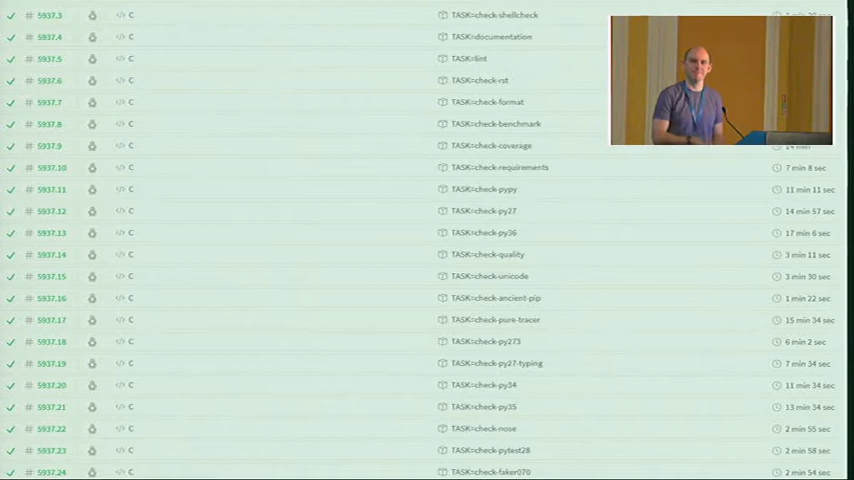 # 5937.3 </> C TASK=check-shellcheck
# 5937.4 </> C TASK=documentation
# 5937.5 </> C TASK=lint
# 5937.6 </> C TASK=check-rst
# 5937.7 </> C TASK=check-format
# 5937.8 </> C TASK=check-benchmark
# 5937.9 </> C TASK=check-coverage
# 5937.10 </> C TASK=check-requirements 7 min 8 sec
# 5937.11 </> C TASK=check-pypy 11 min 11 sec
# 5937.12 </> C TASK=check-py27 14 min 57 sec
# 5937.13 </> C TASK=check-py36 17 min 6 sec
# 5937.14 </> C TASK=check-quality 3 min 11 sec
# 5937.15 </> C TASK=check-unicode 3 min 30 sec
# 5937.16 </> C TASK=check-ancient-pip 1 min 22 sec
# 5937.17 </> C TASK=check-pure-tracer 15 min 34 sec
# 5937.18 </> C TASK=check-py273 6 min 2 sec
# 5937.19 </> C TASK=check-py27-typing 7 min 34 sec
# 5937.20 </> C TASK=check-py34 11 min 34 sec
# 5937.21 </> C TASK=check-py35 13 min 34 sec
# 5937.22 </> C TASK=check-nose 2 min 55 sec
# 5937.23 </> C TASK=check-pytest28 2 min 58 sec
# 5937.24 </> C TASK=check-faker070 2 min 54 sec